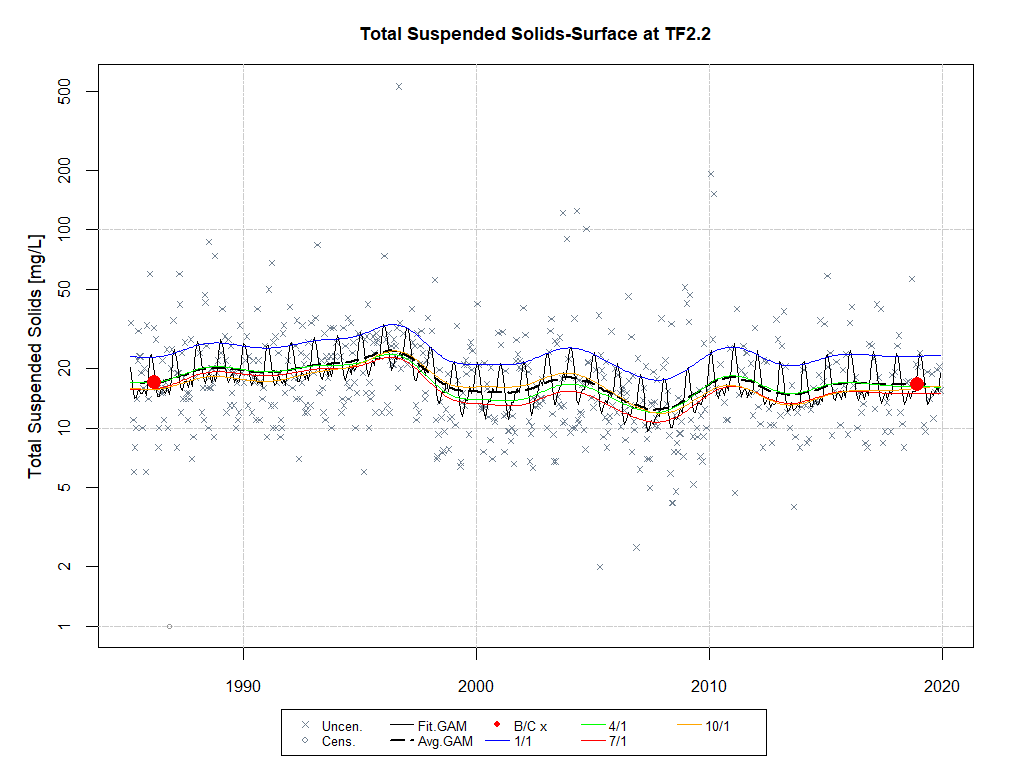 Total Suspended Solids-Surface at TF2.2
Total Suspended Solids [mg/L]
500
200
100
50
20
10
5
2
1
1990 2000 2010 2020
Uncen. Fit.GAM B/C x 4/1 10/1
Cens. Avg.GAM 1/1 7/1